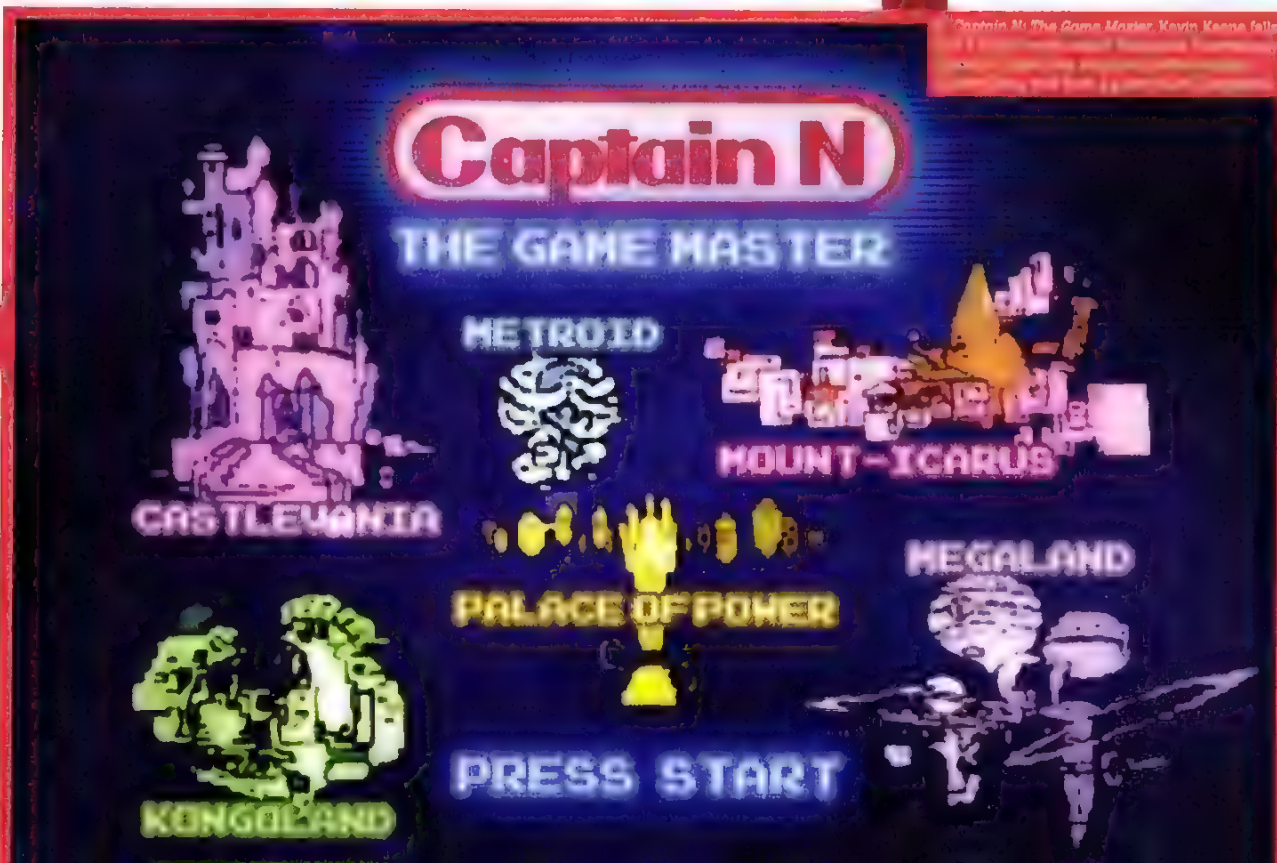 Captain N: The Game Master, Kevin Keene falls
Captain N
THE GAME MASTER
METROID
MOUNT-ICARUS
CASTLEVANIA
MEGALAND
PALACE OF POWER
PRESS START
KONGOLAND